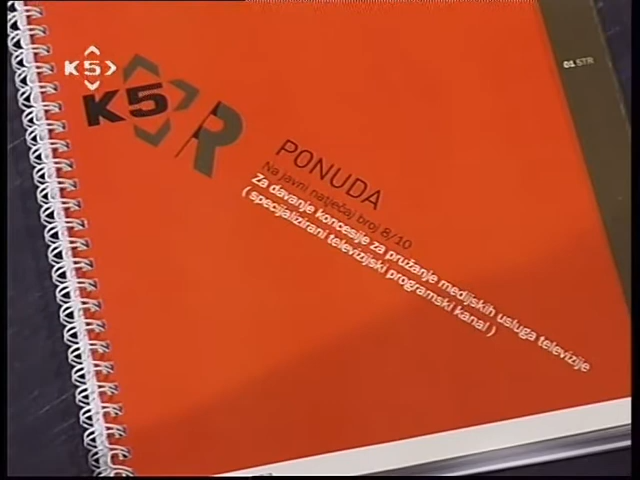 K5
K5
R
01 STR
PONUDA
Na javni natječaj broj 8/10
Za davanje koncesije za pružanje medijskih usluga televizije
( specijalizirani televizijski programski kanal )